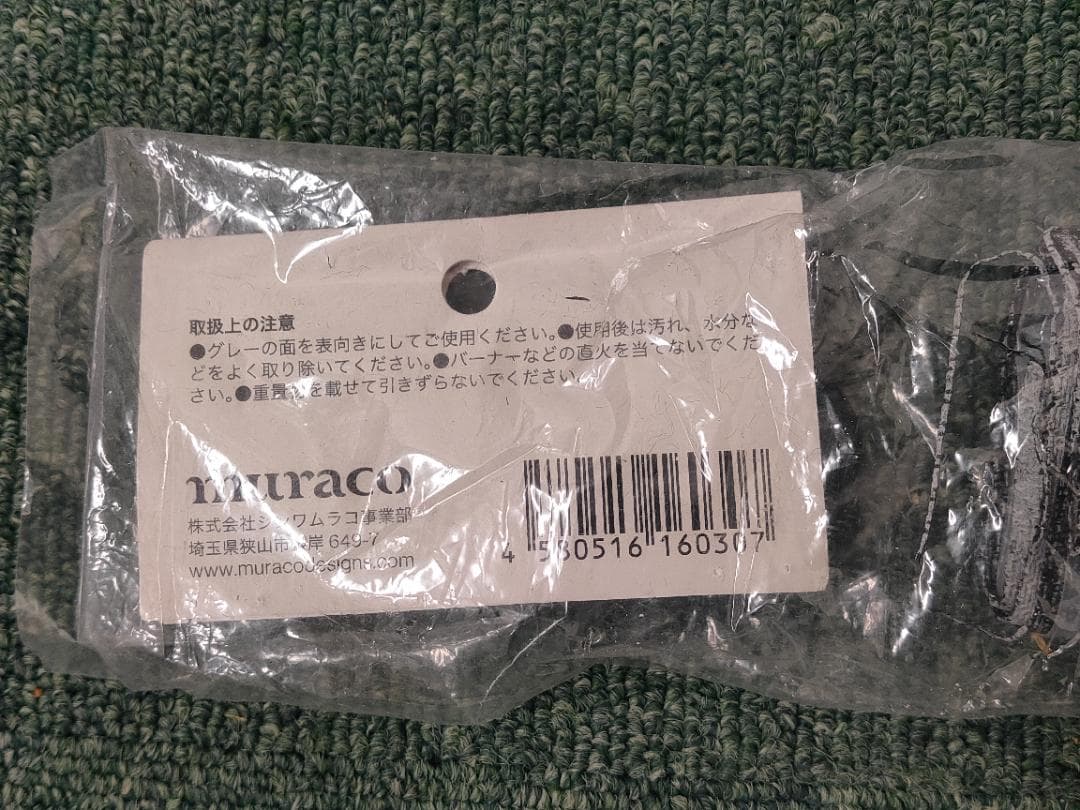 取扱上の注意
●グレーの面を表向きにしてご使用ください。●使用後は汚れ、水分な
どをよく取り除いてください。●バーナーなどの直火を当てないでくだ
さい。●重量物を載せて引きずらないでください。
muraco
株式会社シンワムラコ事業部
埼玉県狭山市 岸 649-7
www.muracodesigns.com
4 580516 160307